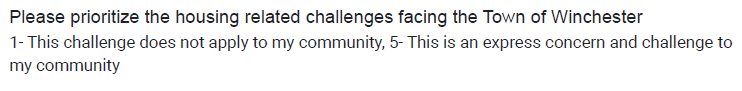 Please prioritize the housing related challenges facing the Town of Winchester
1- This challenge does not apply to my community, 5- This is an express concern and challenge to
my community